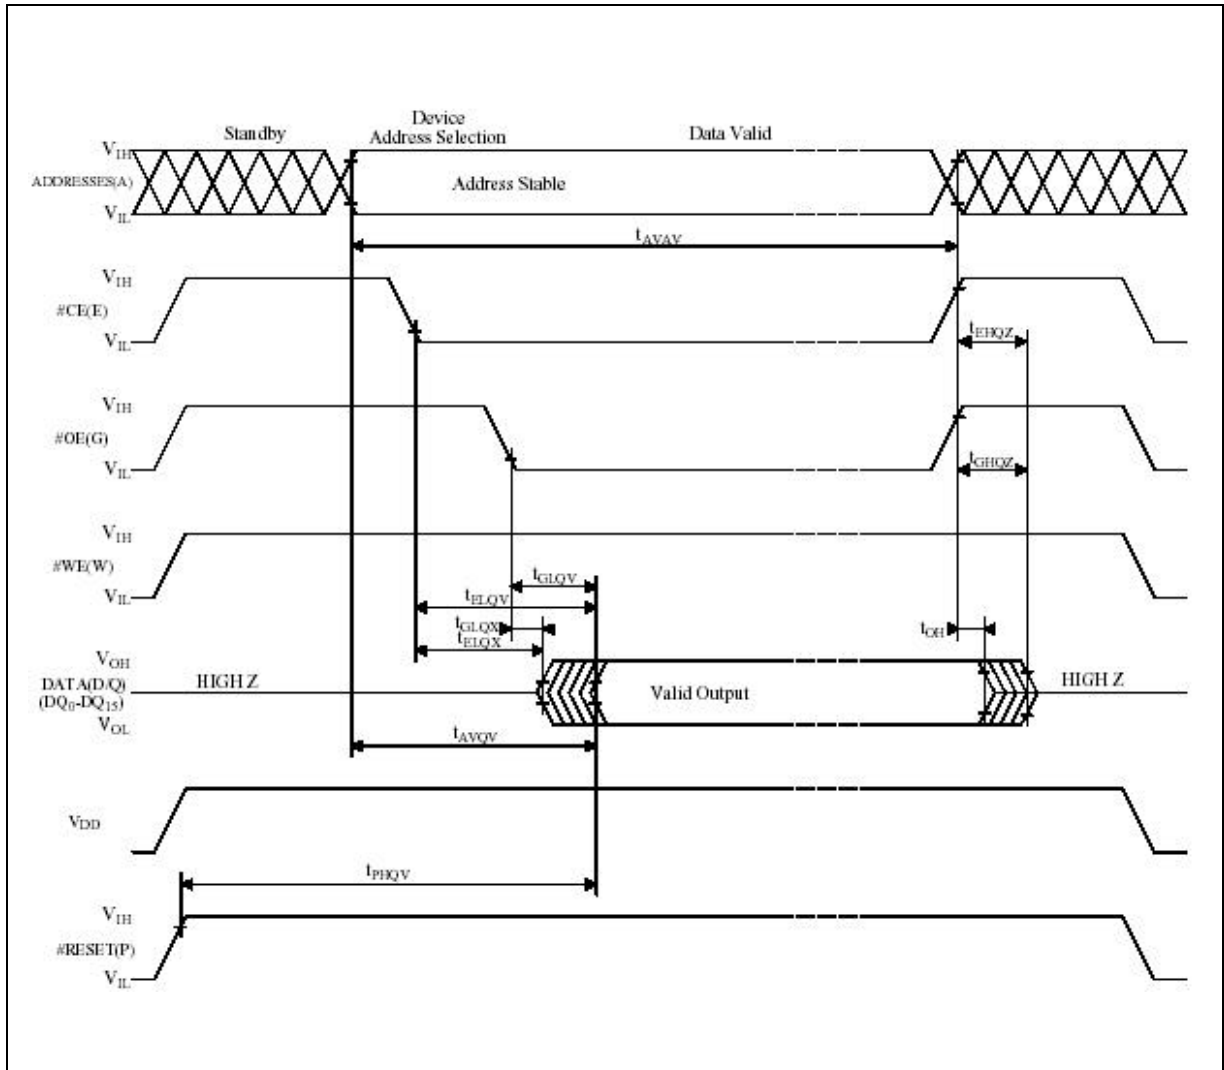 Device
Standby Address Selection Data Valid
VIH
ADDRESSES(A) Address Stable
VIL
tAVAV
VIH
#CE(E)
VIL tEHQZ
VIH
#OE(G)
VIL tGHQZ
VIH
#WE(W)
VIL
tGLQV
tELQV
tGLQX tOH
tELQX
VOH
DATA(D/Q) HIGH Z Valid Output HIGH Z
(DQ0-DQ15)
VOL
tAVQV
VDD
tPHQV
VIH
#RESET(P)
VIL